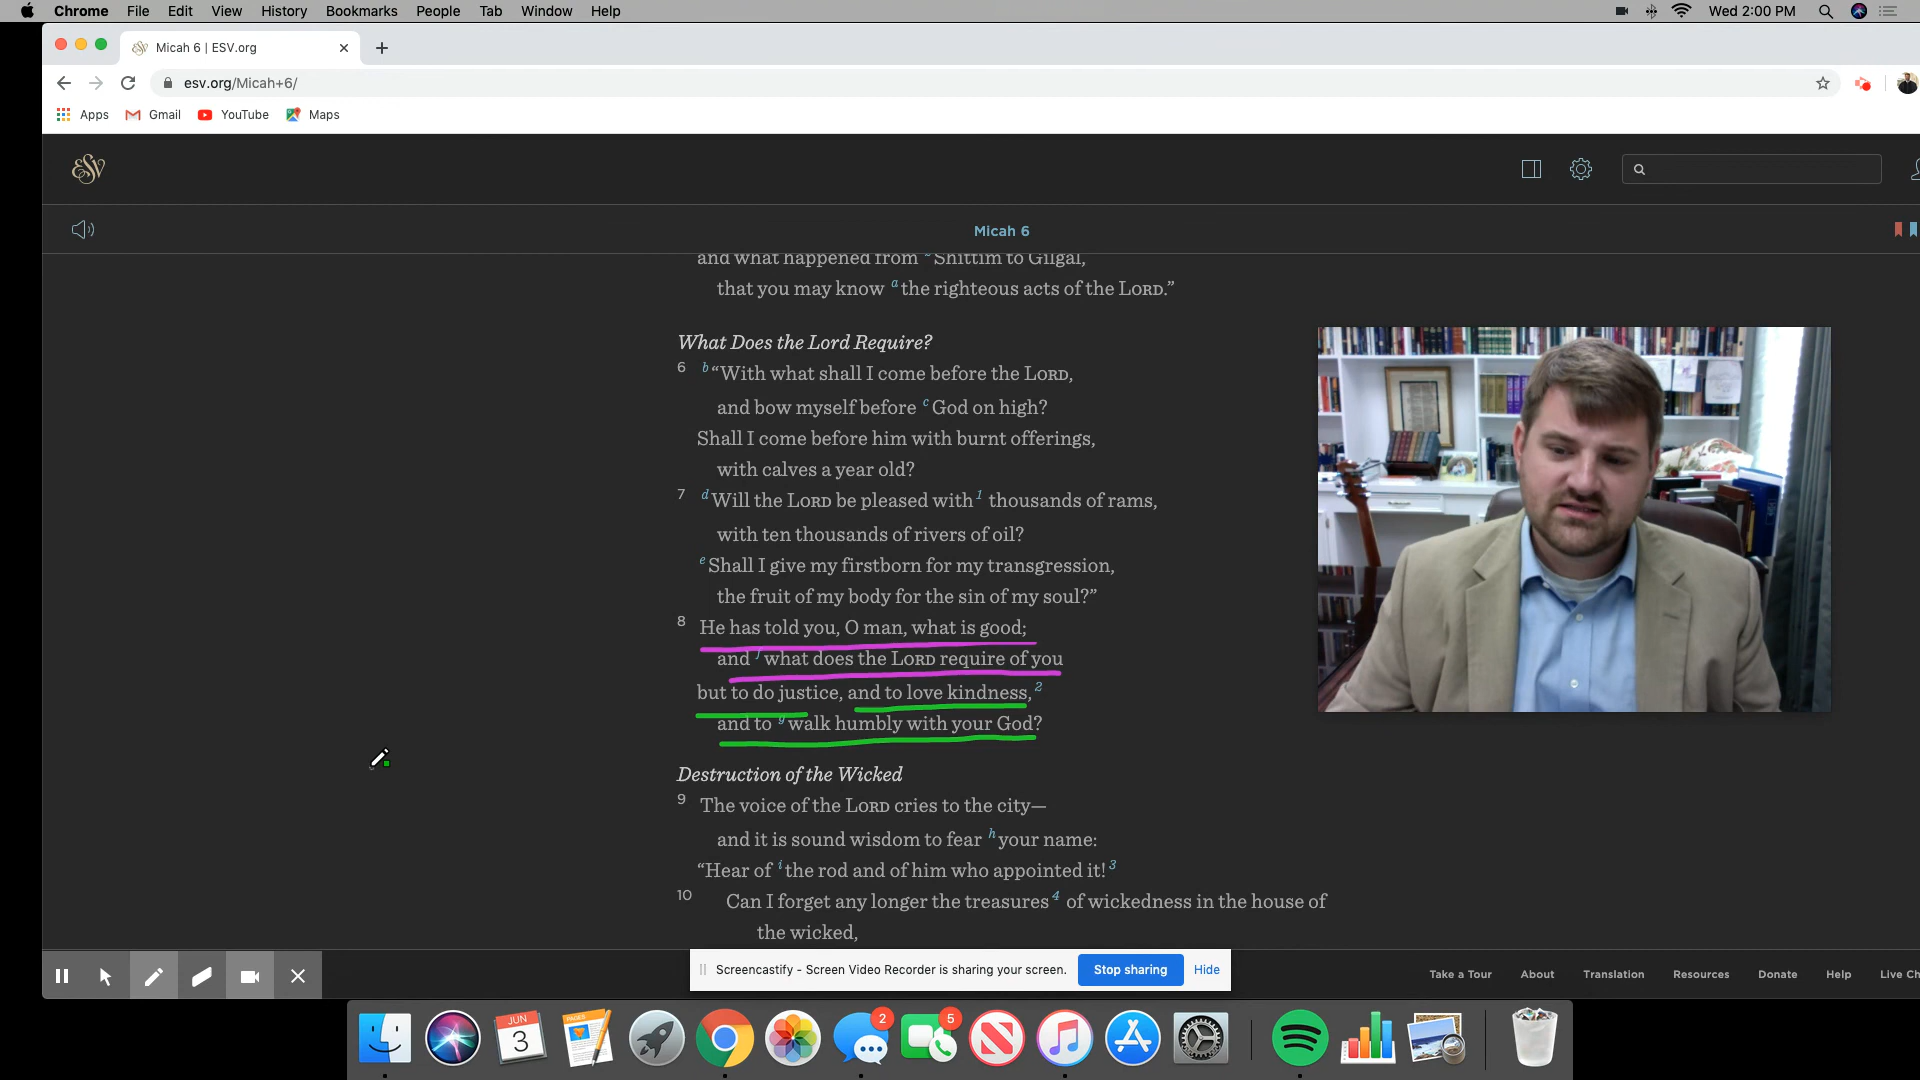 Chrome File Edit View History Bookmarks People Tab Window Help Wed 2:00 PM
Micah 6 | ESV.org
esv.org/Micah+6/
Apps Gmail YouTube Maps
ESV
Micah 6
and what happened from Shittim to Gilgal,
that you may know a the righteous acts of the LORD.”
What Does the Lord Require?
6 b “With what shall I come before the LORD,
and bow myself before c God on high?
Shall I come before him with burnt offerings,
with calves a year old?
7 d Will the LORD be pleased with 1 thousands of rams,
with ten thousands of rivers of oil?
e Shall I give my firstborn for my transgression,
the fruit of my body for the sin of my soul?”
8 He has told you, O man, what is good;
and f what does the LORD require of you
but to do justice, and to love kindness, 2
and to g walk humbly with your God?
Destruction of the Wicked
9 The voice of the LORD cries to the city—
and it is sound wisdom to fear h your name:
“Hear of i the rod and of him who appointed it! 3
10 Can I forget any longer the treasures 4 of wickedness in the house of
the wicked,
Screencastify - Screen Video Recorder is sharing your screen. Stop sharing Hide
Take a Tour About Translation Resources Donate Help Live Ch
JUN
3
PAGES
2
5